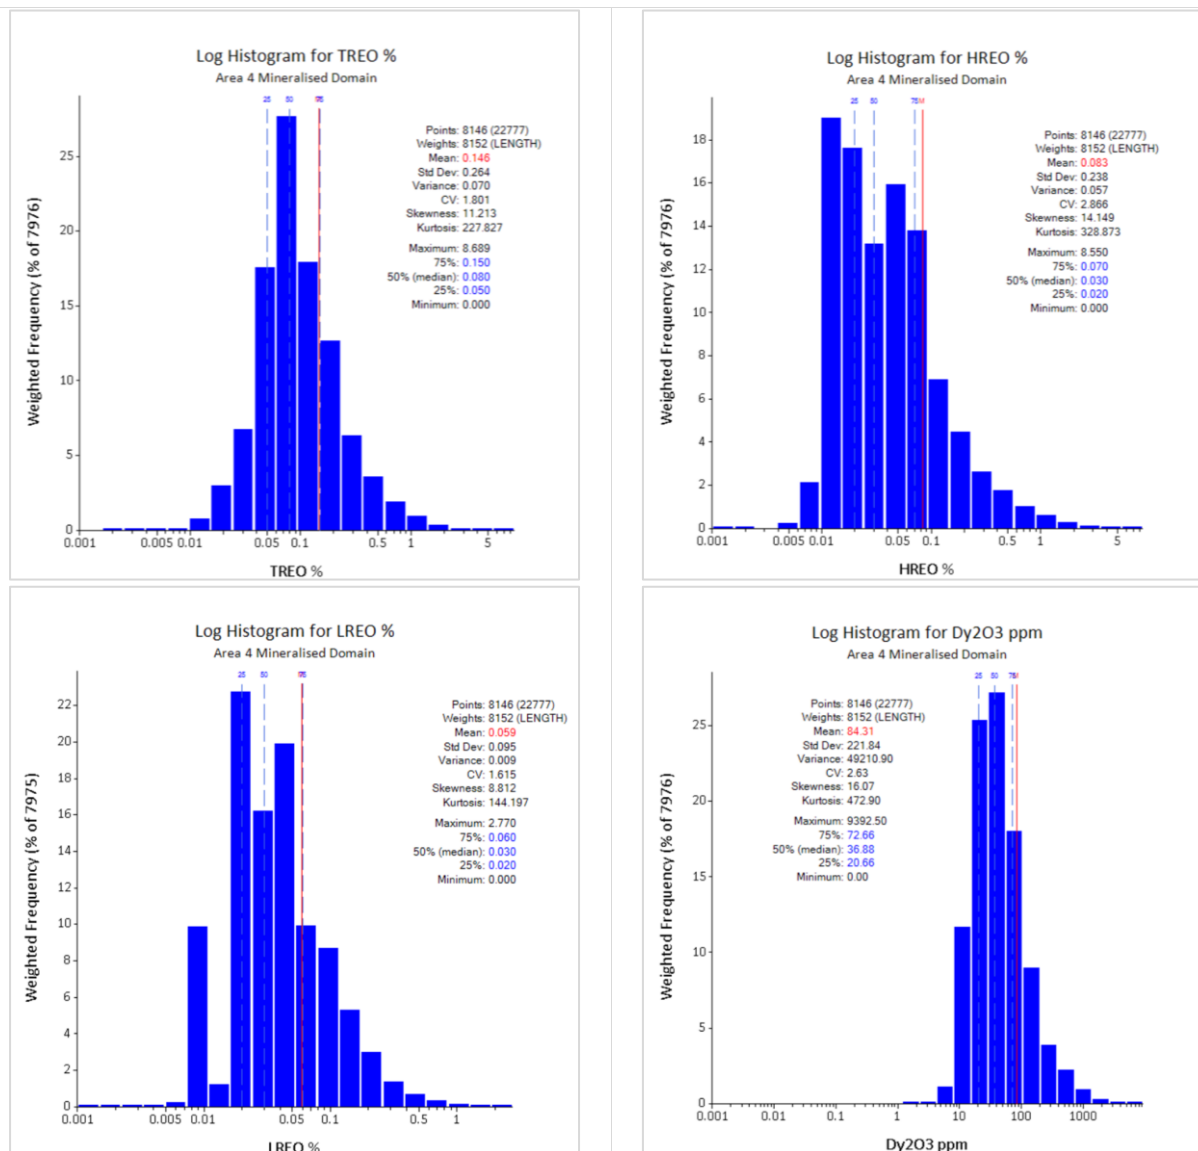 Log Histogram for TREO %
Area 4 Mineralised Domain
25 50 75
Points: 8146 (22777)
Weights: 8152 (LENGTH)
Mean: 0.146
Std Dev: 0.264
Variance: 0.070
CV: 1.801
Skewness: 11.213
Kurtosis: 227.827
Maximum: 8.689
75%: 0.150
50% (median): 0.080
25%: 0.050
Minimum: 0.000
Weighted Frequency (% of 7976)
25
20
15
10
5
0
0.001 0.005 0.01 0.05 0.1 0.5 1 5
TREO %
Log Histogram for HREO %
Area 4 Mineralised Domain
25 50 75 M
Points: 8146 (22777)
Weights: 8152 (LENGTH)
Mean: 0.083
Std Dev: 0.238
Variance: 0.057
CV: 2.866
Skewness: 14.149
Kurtosis: 328.873
Maximum: 8.550
75%: 0.070
50% (median): 0.030
25%: 0.020
Minimum: 0.000
Weighted Frequency (% of 7976)
18
16
14
12
10
8
6
4
2
0
0.001 0.005 0.01 0.05 0.1 0.5 1 5
HREO %
Log Histogram for LREO %
Area 4 Mineralised Domain
25 50 75
Points: 8146 (22777)
Weights: 8152 (LENGTH)
Mean: 0.059
Std Dev: 0.095
Variance: 0.009
CV: 1.615
Skewness: 8.812
Kurtosis: 144.197
Maximum: 2.770
75%: 0.060
50% (median): 0.030
25%: 0.020
Minimum: 0.000
Weighted Frequency (% of 7975)
22
20
18
16
14
12
10
8
6
4
2
0
0.001 0.005 0.01 0.05 0.1 0.5 1
LREO %
Log Histogram for Dy2O3 ppm
Area 4 Mineralised Domain
25 50 75 M
Points: 8146 (22777)
Weights: 8152 (LENGTH)
Mean: 84.31
Std Dev: 221.84
Variance: 49210.90
CV: 2.63
Skewness: 16.07
Kurtosis: 472.90
Maximum: 9392.50
75%: 72.66
50% (median): 36.88
25%: 20.66
Minimum: 0.00
Weighted Frequency (% of 7976)
25
20
15
10
5
0
0.001 0.01 0.1 1 10 100 1000
Dy2O3 ppm